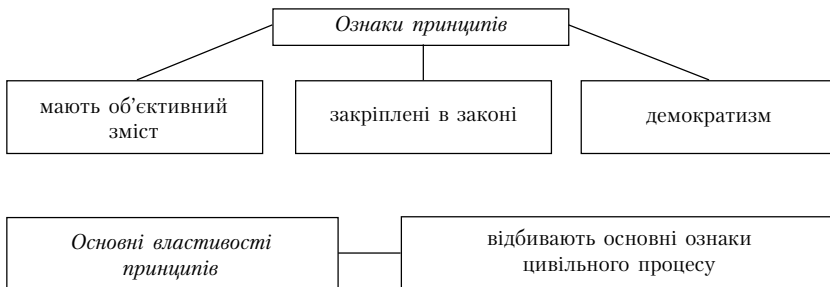 Ознаки принципів
мають об’єктивний
зміст
закріплені в законі
демократизм
Основні властивості
принципів
відбивають основні ознаки
цивільного процесу